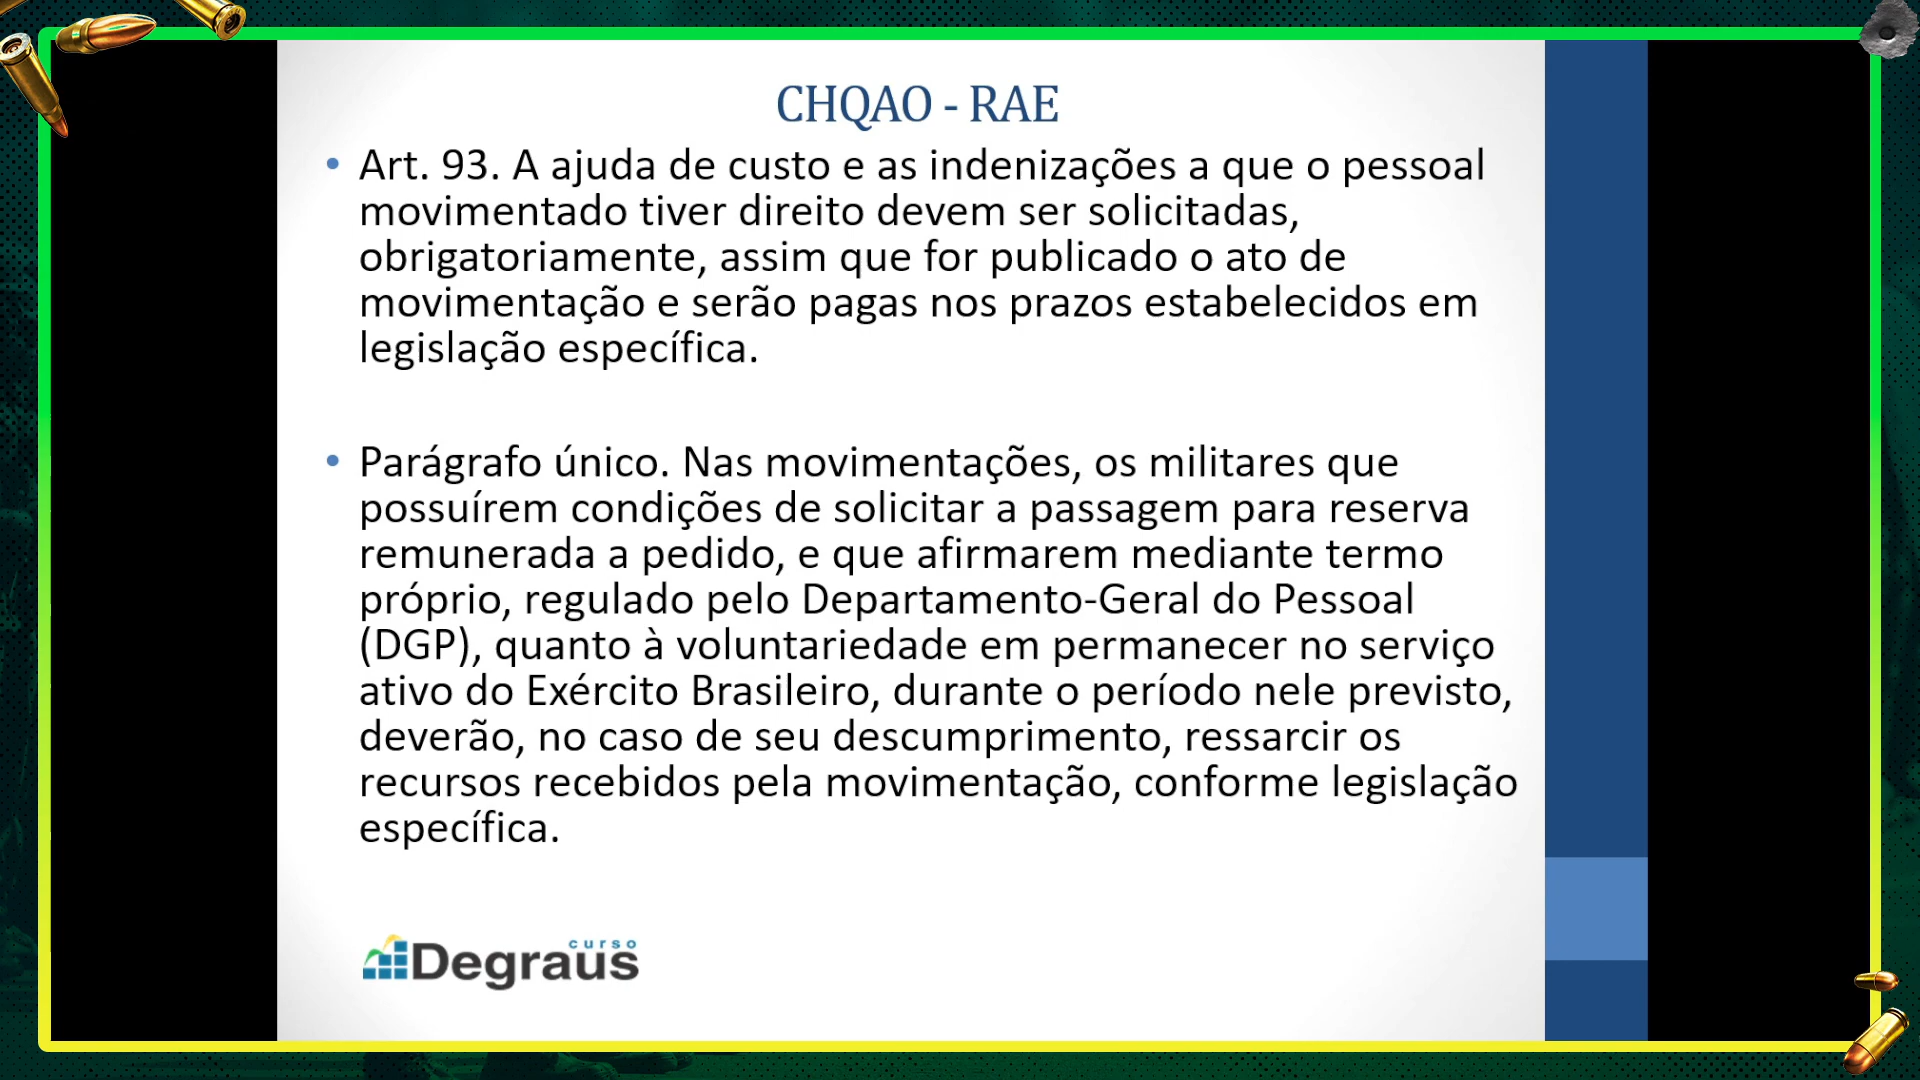 CHQAO - RAE
• Art. 93. A ajuda de custo e as indenizações a que o pessoal
movimentado tiver direito devem ser solicitadas,
obrigatoriamente, assim que for publicado o ato de
movimentação e serão pagas nos prazos estabelecidos em
legislação específica.
• Parágrafo único. Nas movimentações, os militares que
possuírem condições de solicitar a passagem para reserva
remunerada a pedido, e que afirmarem mediante termo
próprio, regulado pelo Departamento-Geral do Pessoal
(DGP), quanto à voluntariedade em permanecer no serviço
ativo do Exército Brasileiro, durante o período nele previsto,
deverão, no caso de seu descumprimento, ressarcir os
recursos recebidos pela movimentação, conforme legislação
específica.
curso
Degraus